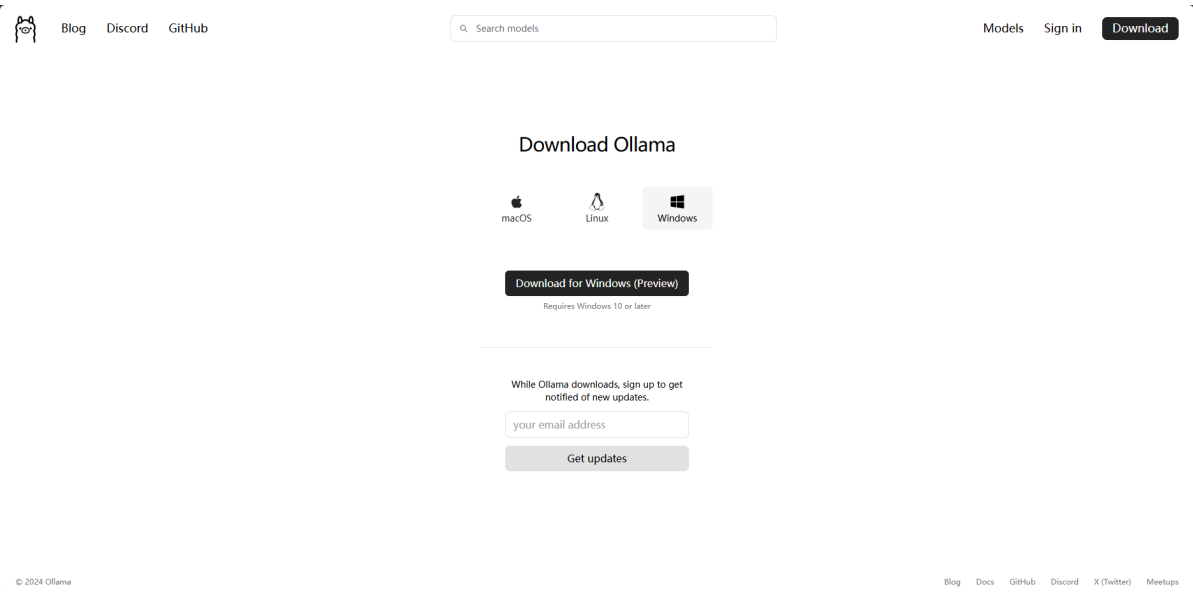 Blog Discord GitHub Search models Models Sign in Download
Download Ollama
macOS Linux Windows
Download for Windows (Preview)
Requires Windows 10 or later
While Ollama downloads, sign up to get
notified of new updates.
your email address
Get updates
© 2024 Ollama Blog Docs GitHub Discord X (Twitter) Meetups